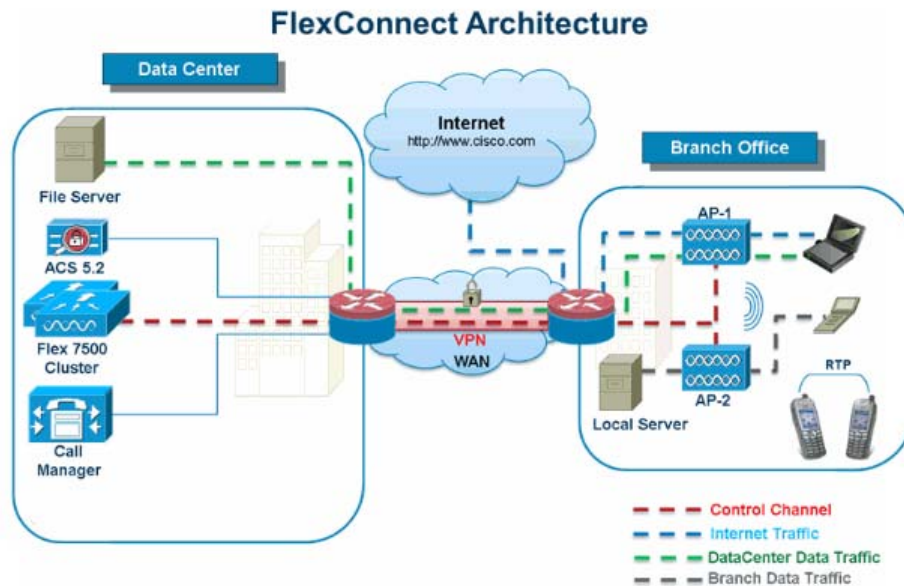 FlexConnect Architecture
Data Center
Internet
http://www.cisco.com
Branch Office
File Server
AP-1
ACS 5.2
Flex 7500
Cluster
VPN
WAN
AP-2
RTP
Local Server
Call
Manager
Control Channel
Internet Traffic
DataCenter Data Traffic
Branch Data Traffic